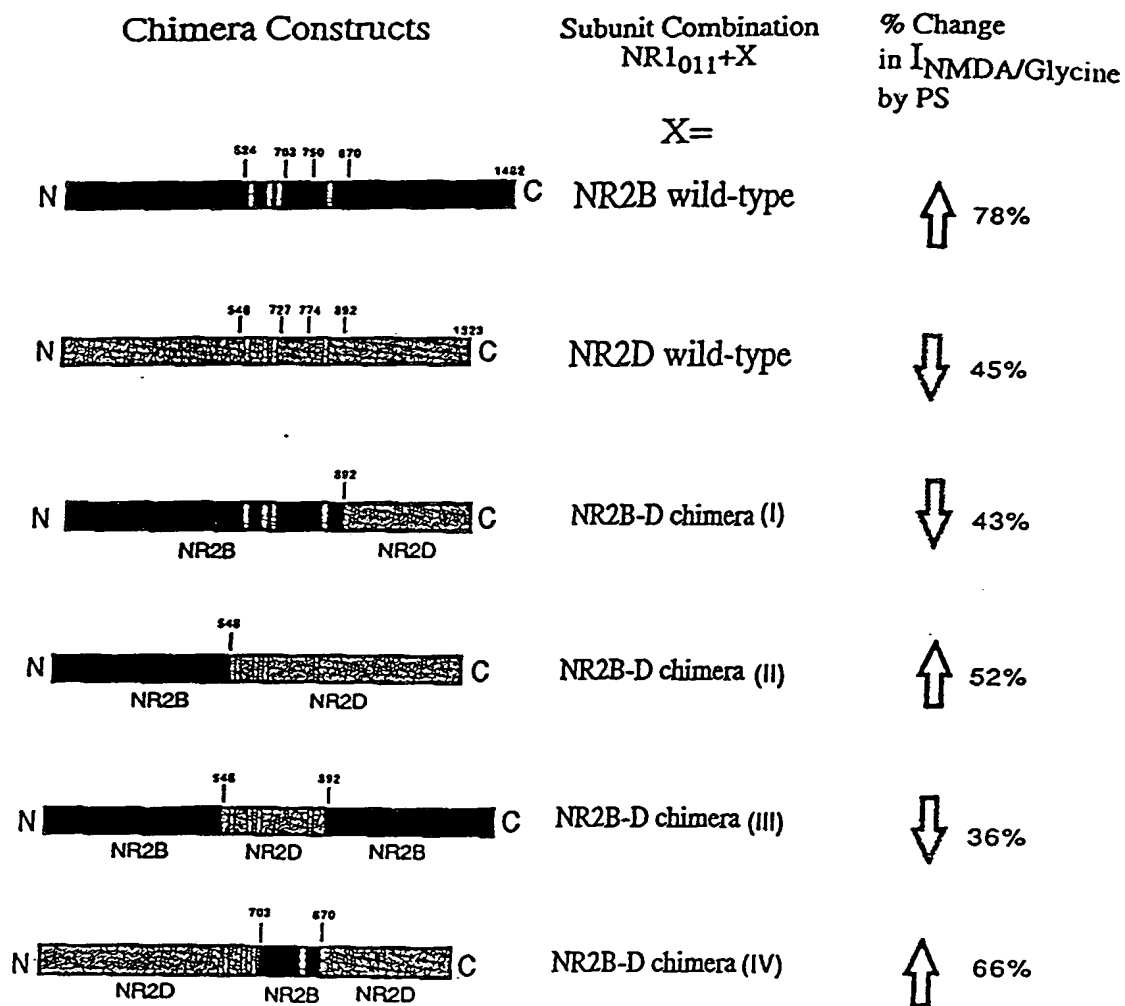 Chimera Constructs
Subunit Combination
NR1011+X
X=
% Change
in INMDA/Glycine
by PS
524 703 750 870 1482
N C
NR2B wild-type
78%
548 727 774 892 1323
N C
NR2D wild-type
45%
892
N C
NR2B NR2D
NR2B-D chimera (I)
43%
548
N C
NR2B NR2D
NR2B-D chimera (II)
52%
548 892
N C
NR2B NR2D NR2B
NR2B-D chimera (III)
36%
703 870
N C
NR2D NR2B NR2D
NR2B-D chimera (IV)
66%